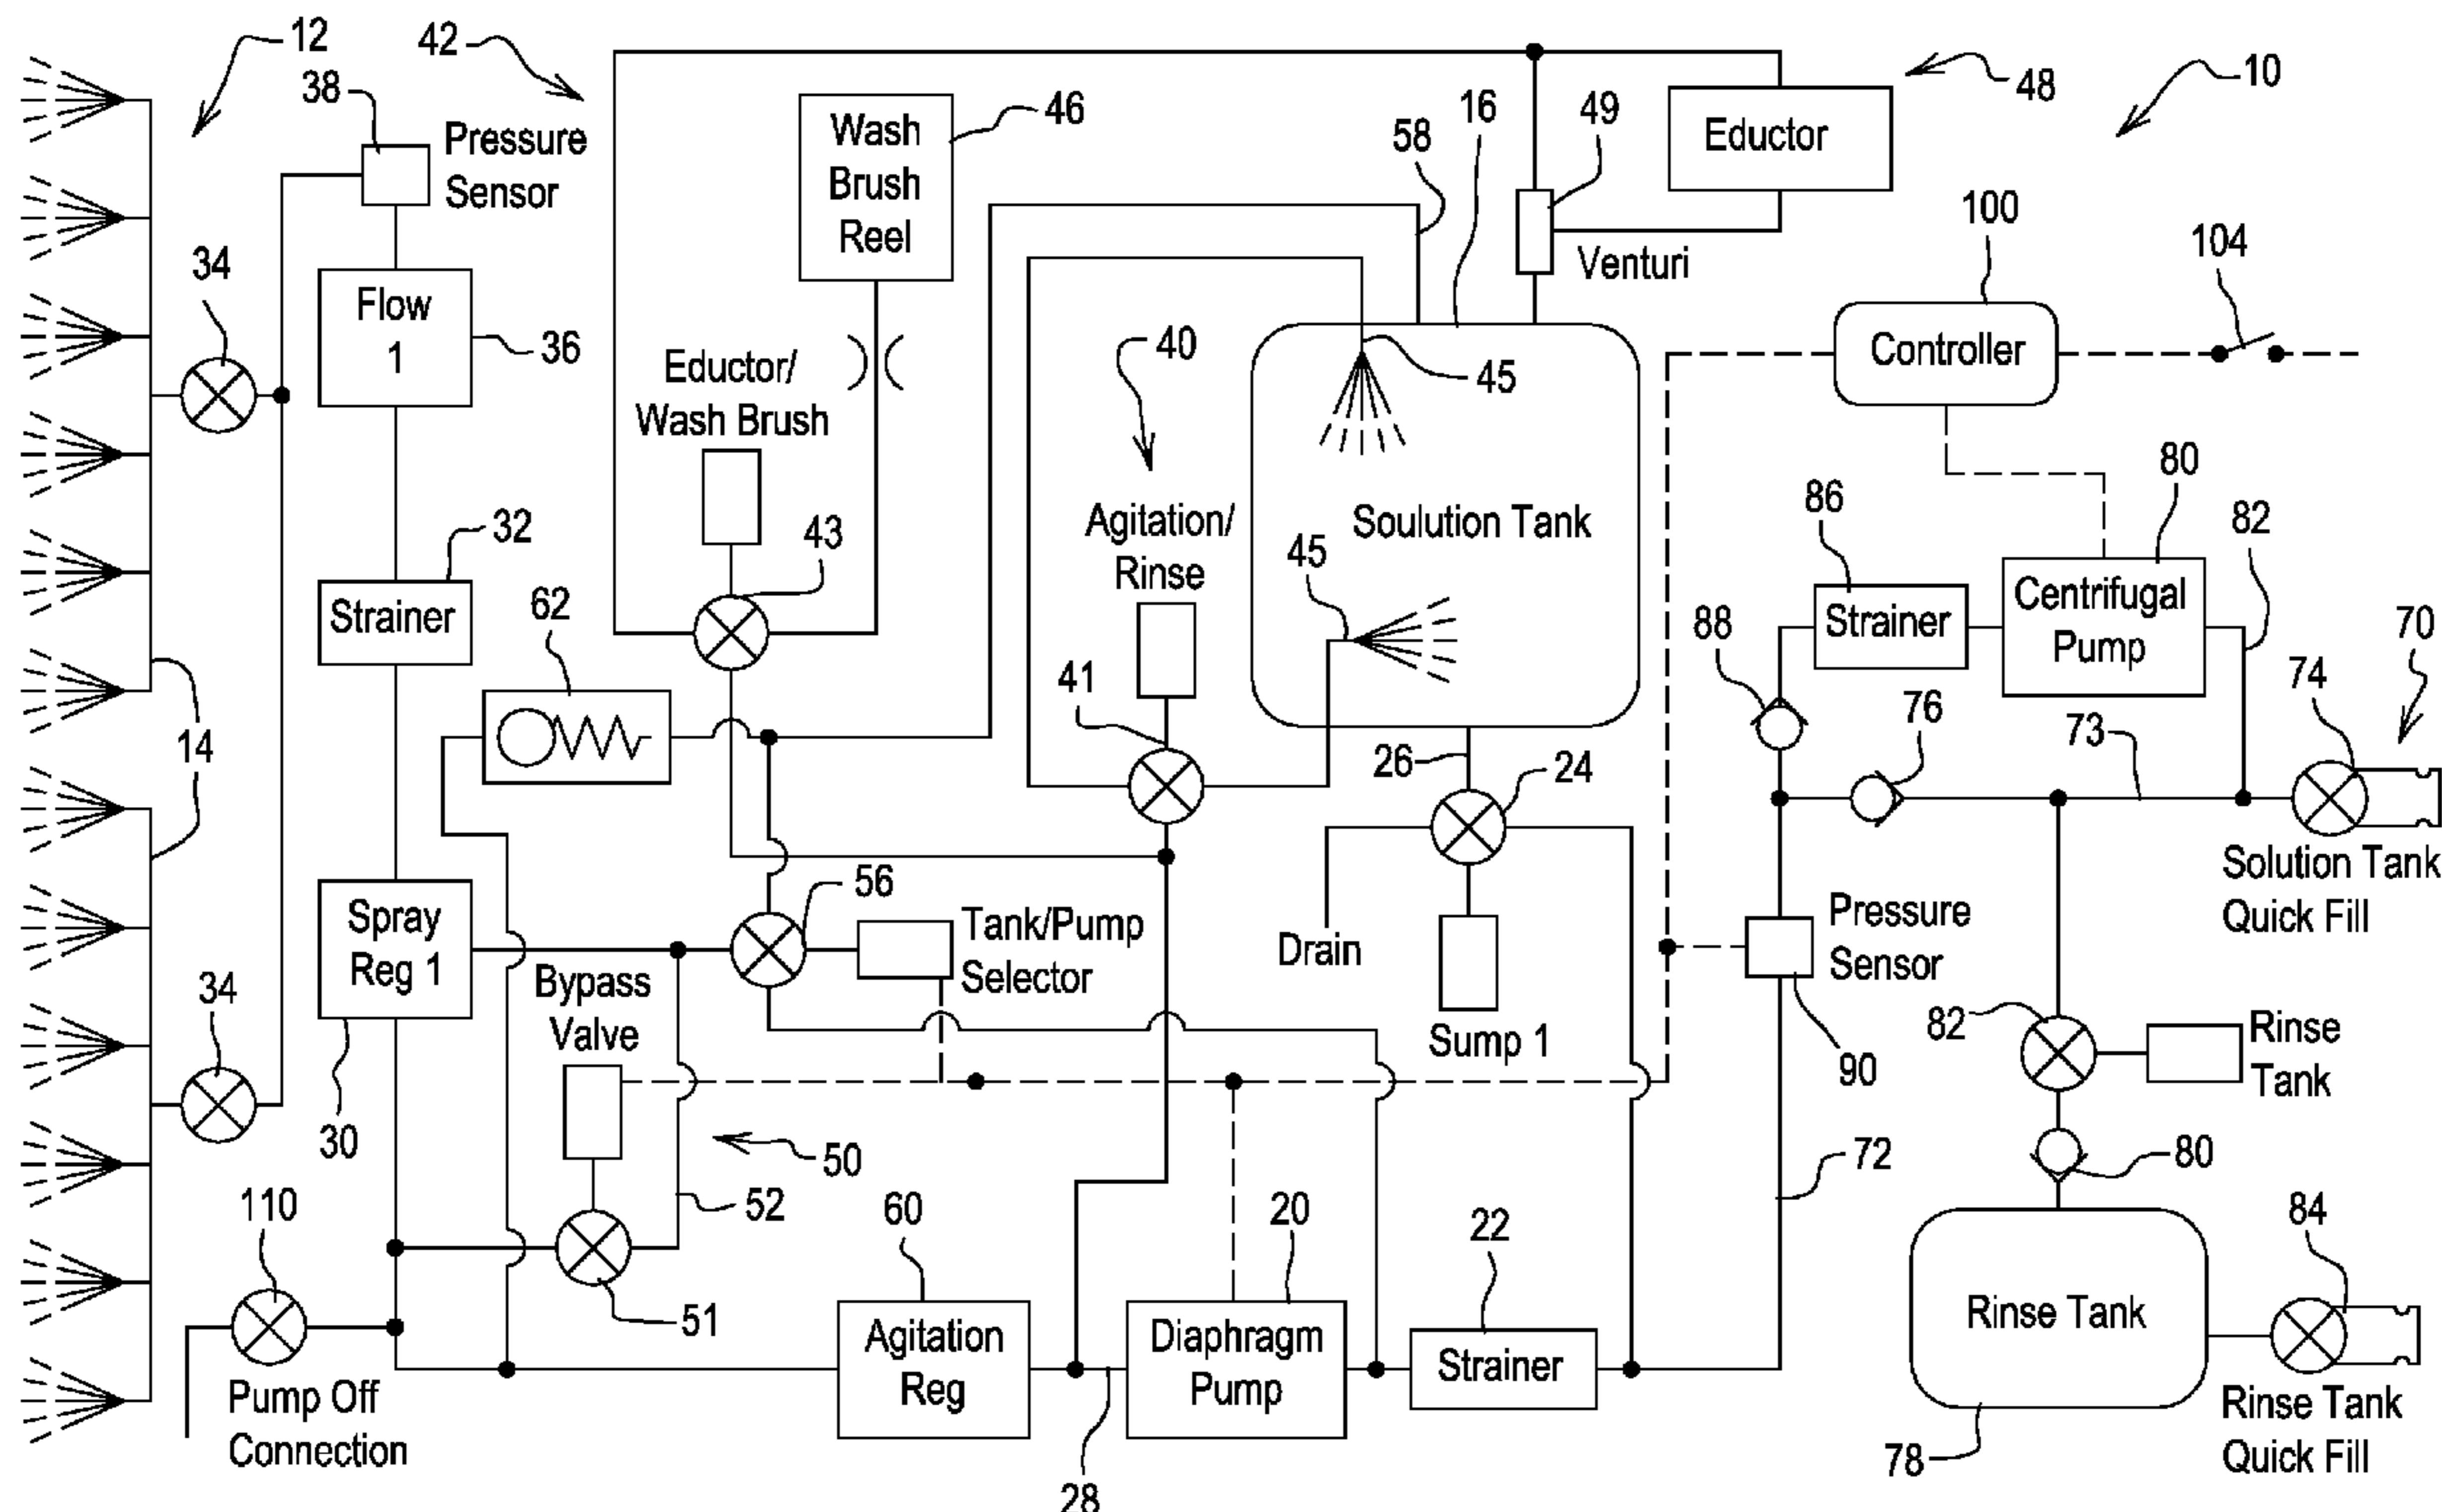 12
42
38
Pressure
Sensor
Wash
Brush
Reel
46
58
16
49
Eductor
48
10
Venturi
34
Flow
1
36
Eductor/
Wash Brush
40
45
100
104
Controller
32
Strainer
43
Agitation/
Rinse
Soulution Tank
45
86
80
82
Strainer
Centrifugal
Pump
62
41
88
76
70
74
73
14
26
24
Solution Tank
Quick Fill
Spray
Reg 1
56
Tank/Pump
Selector
Drain
Pressure
Sensor
Bypass
Valve
34
Sump 1
82
Rinse
Tank
90
30
50
52
72
80
110
60
20
22
84
51
Agitation
Reg
Diaphragm
Pump
Strainer
Rinse Tank
Pump Off
Connection
28
78
Rinse Tank
Quick Fill